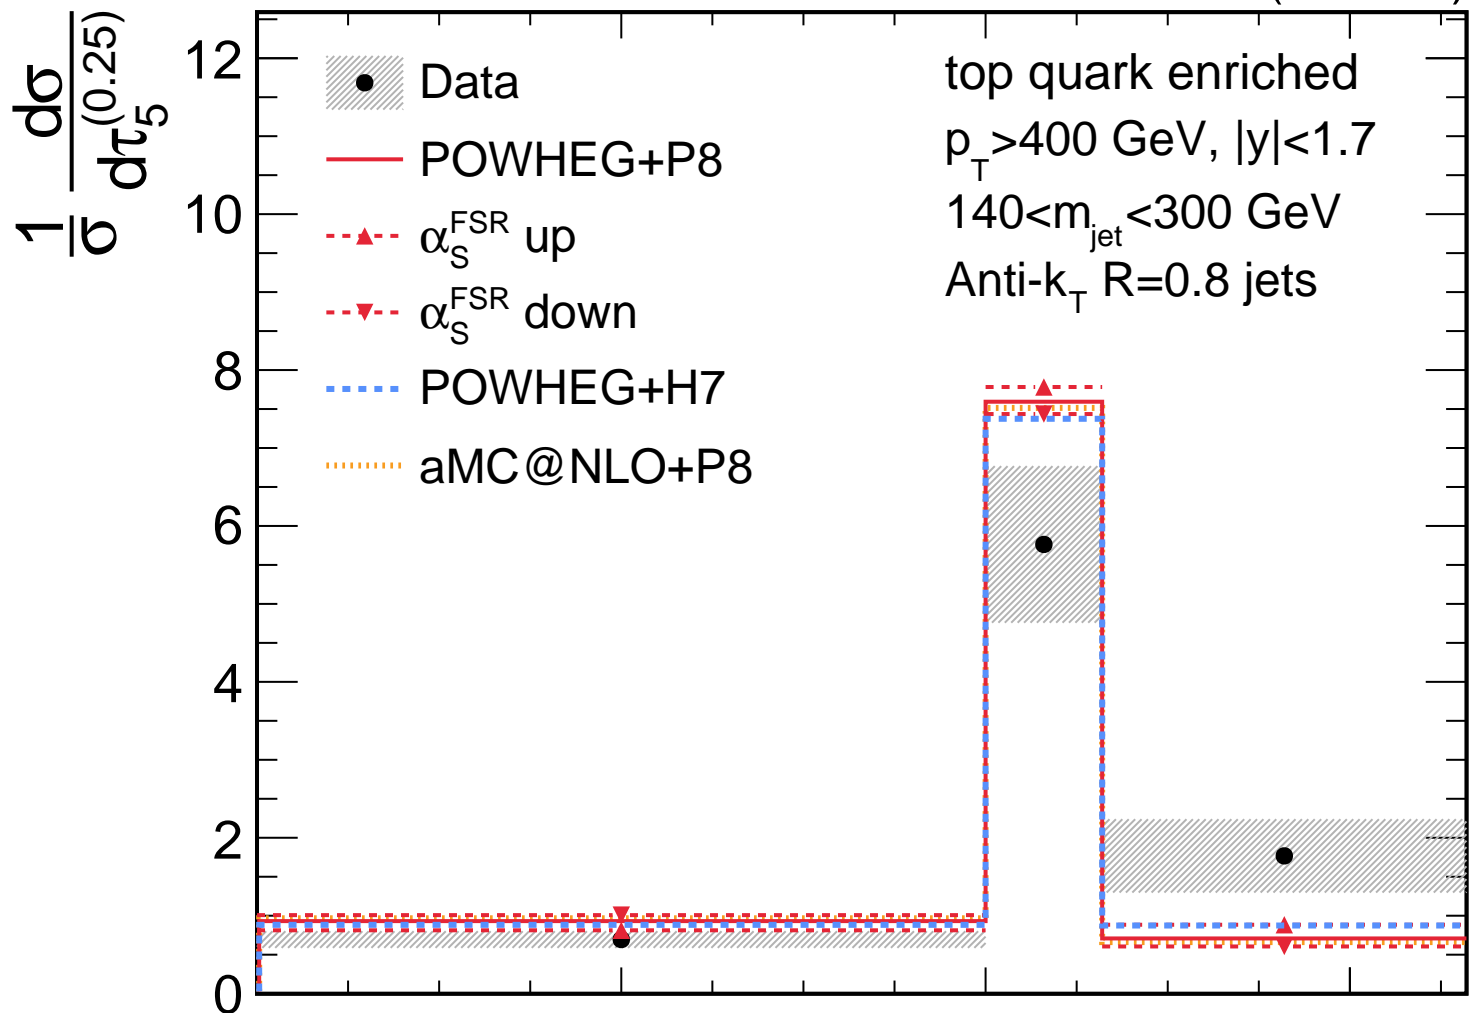 1/σ dσ/dτ₅^(0.25)
12
10
8
6
4
2
0
Data
POWHEG+P8
α_S^FSR up
α_S^FSR down
POWHEG+H7
aMC@NLO+P8
top quark enriched
p_T>400 GeV, |y|<1.7
140<m_jet<300 GeV
Anti-k_T R=0.8 jets